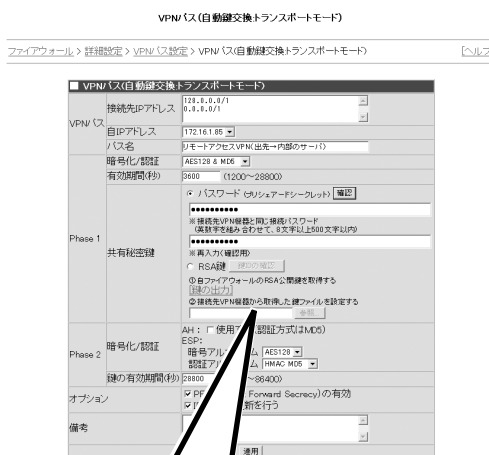 VPNパス(自動鍵交換トランスポートモード)
ファイアウォール > 詳細設定 > VPNパス設定 > VPNパス(自動鍵交換トランスポートモード) [ヘルプ
■ VPNパス(自動鍵交換トランスポートモード)
VPNパス
接続先IPアドレス
128.0.0.0/1
0.0.0.0/1
自IPアドレス 172.16.1.85
パス名 リモートアクセスVPN(出先→内部のサーバ)
Phase 1
暗号化/認証 AES128 & MD5
有効期間(秒) 3600 (1200～28800)
共有秘密鍵
パスワード (プリシェアードシークレット) 確認
●●●●●●●●●●
※接続先VPN機器と同じ接続パスワード
(英数字を組み合わせて、8文字以上500文字以内)
●●●●●●●●●●
※再入力(確認用)
RSA鍵
①自ファイアウォールのRSA公開鍵を取得する
[鍵の出力]
②接続先VPN機器から取得した鍵ファイルを設定する
参照...
Phase 2
暗号化/認証
AH: 使用 (認証方式はMD5)
ESP:
暗号アル ム AES128
認証ア ム HMAC MD5
鍵の有効期間(秒) 28800 ～86400)
オプション
PF Forward Secrecy)の有効
新を行う
備考
適用